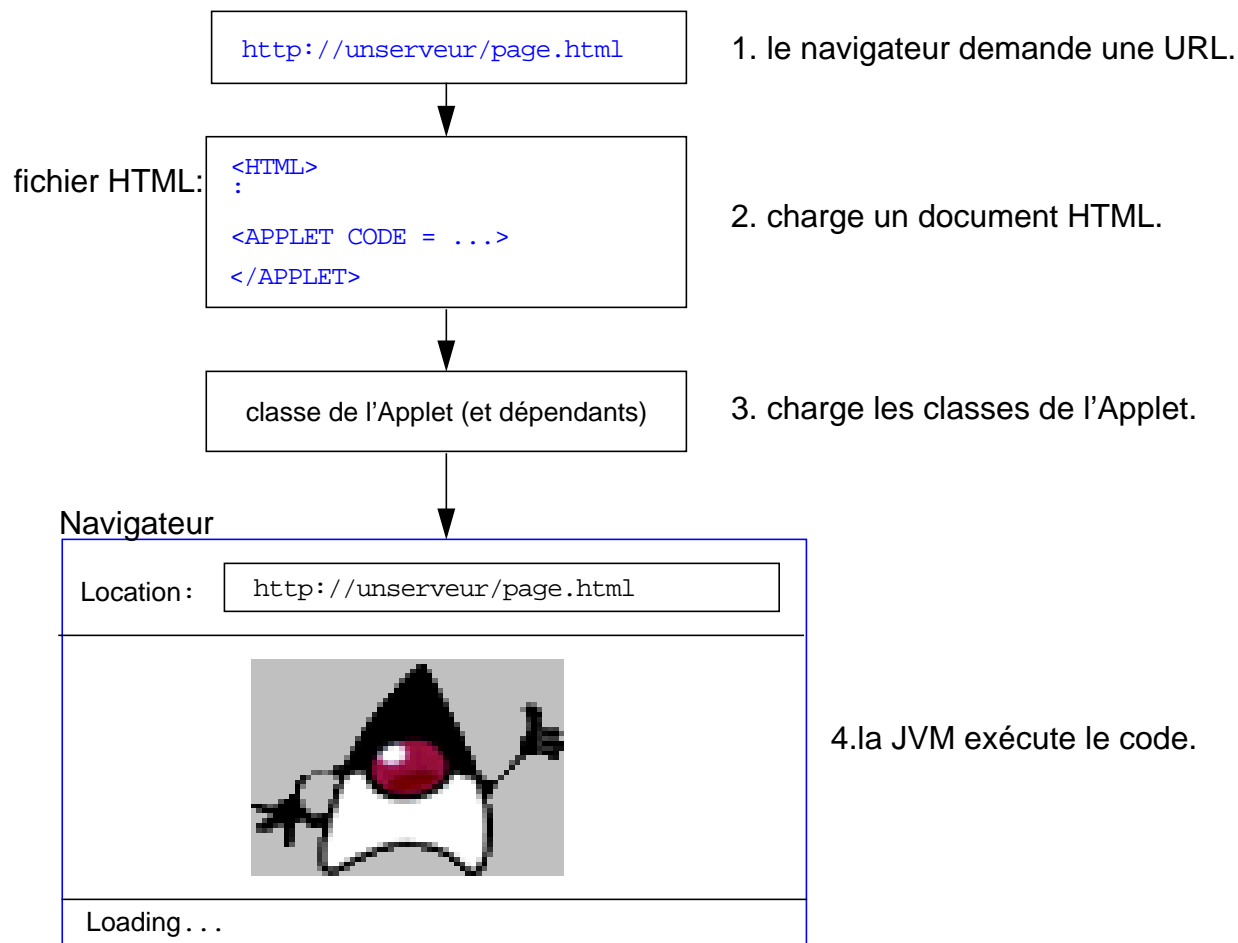 http://unserveur/page.html
1. le navigateur demande une URL.
fichier HTML:
<HTML>
:
<APPLET CODE = ...>
</APPLET>
2. charge un document HTML.
classe de l’Applet (et dépendants)
3. charge les classes de l’Applet.
Navigateur
Location:
http://unserveur/page.html
4.la JVM exécute le code.
Loading...